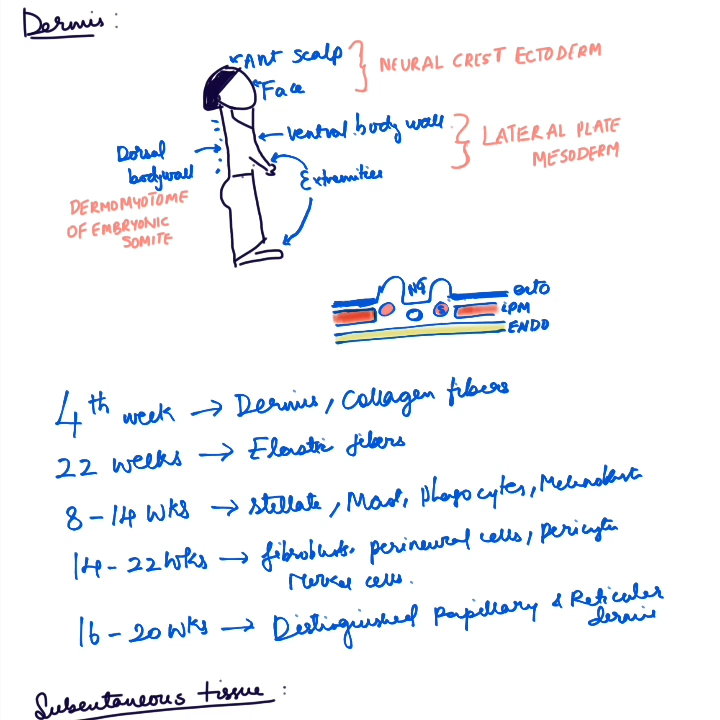 Dermis :
Ant scalp
Face
NEURAL CREST ECTODERM
Ventral body wall
LATERAL PLATE
MESODERM
Dorsal
bodywall
Extremities
DERMOMYOTOME
OF EMBRYONIC
SOMITE
NG
ecto
LPM
ENDO
4th week → Dermis, Collagen fibers
22 weeks → Elastic fibers
8-14 wks → Stellate, Mast, Phagocytes, Melanoblasts
14-22 wks → fibroblasts, perineural cells, pericytes
Merkel cells.
16-20 wks → Distinguished Papillary & Reticular
dermis
Subcutaneous tissue :